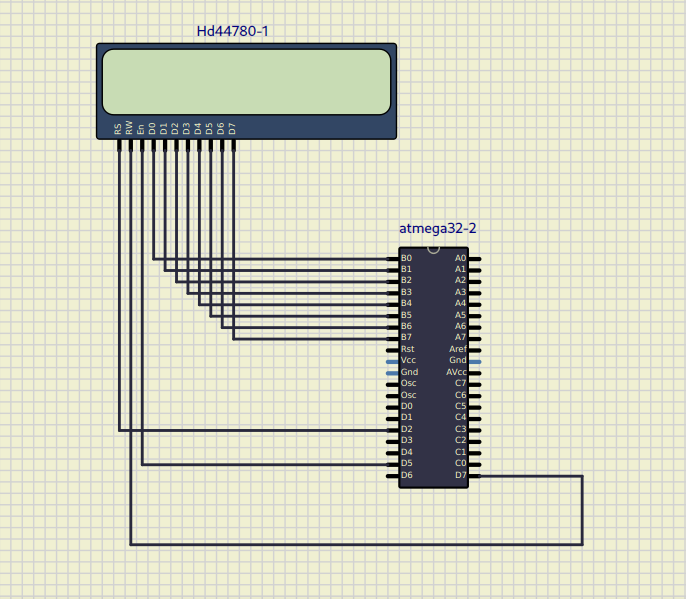 Hd44780-1
RS RW En D0 D1 D2 D3 D4 D5 D6 D7
atmega32-2
B0 A0
B1 A1
B2 A2
B3 A3
B4 A4
B5 A5
B6 A6
B7 A7
Rst Aref
Vcc Gnd
Gnd AVcc
Osc C7
Osc C6
D0 C5
D1 C4
D2 C3
D3 C2
D4 C1
D5 C0
D6 D7